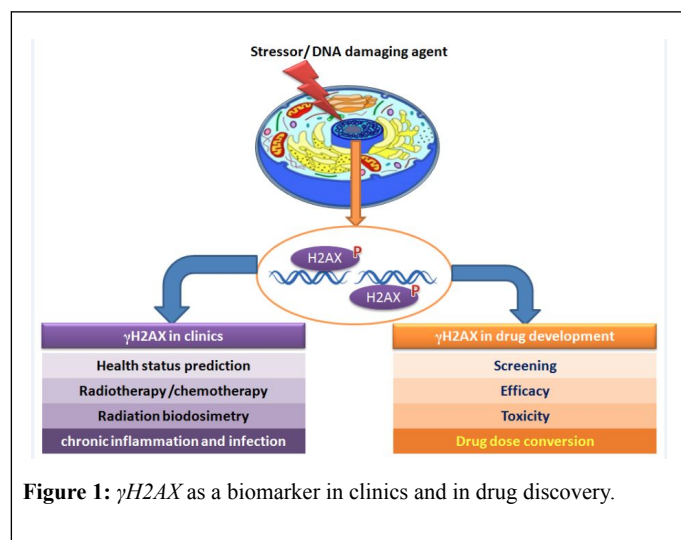 Stressor/ DNA damaging agent
H2AX P
H2AX P
γH2AX in clinics
Health status prediction
Radiotherapy/chemotherapy
Radiation biodosimetry
chronic inflammation and infection
γH2AX in drug development
Screening
Efficacy
Toxicity
Drug dose conversion
Figure 1: γH2AX as a biomarker in clinics and in drug discovery.